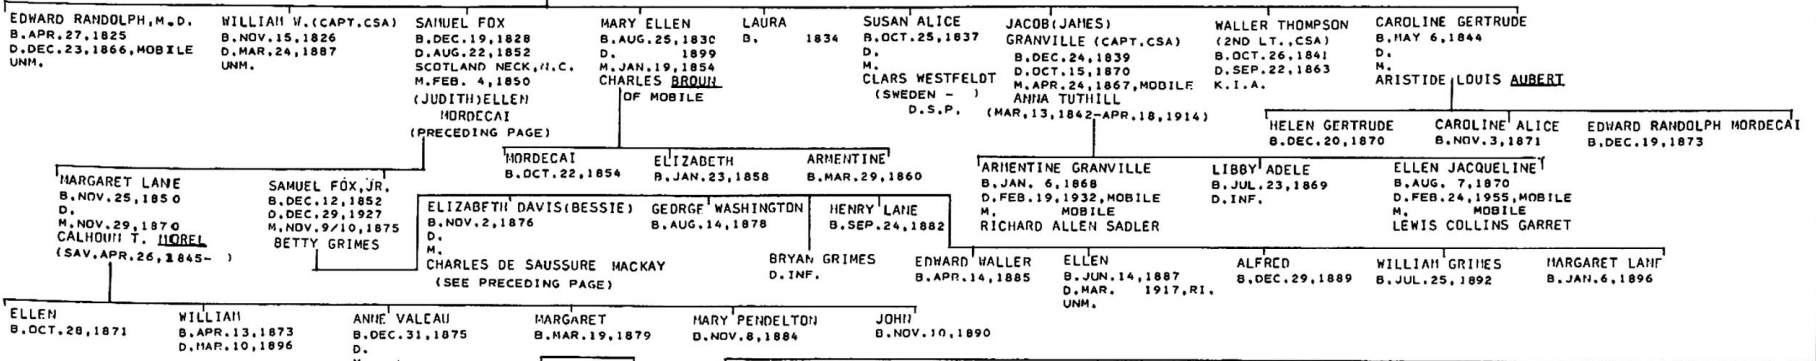 EDWARD RANDOLPH, M.D.
B.APR.27,1825
D.DEC.23,1866,MOBILE
UNM.
WILLIAM W.(CAPT.CSA)
B.NOV.15,1826
D.MAR.24,1887
UNM.
SAMUEL FOX
B.DEC.19,1828
D.AUG.22,1852
SCOTLAND NECK,N.C.
M.FEB. 4,1850
(JUDITH)ELLEN
MORDECAI
(PRECEDING PAGE)
MARY ELLEN
B.AUG.25,1830
D. 1899
M.JAN.19,1854
CHARLES BROUN
OF MOBILE
LAURA
B. 1834
SUSAN ALICE
B.OCT.25,1837
D.
M.
CLARS WESTFELDT
(SWEDEN - )
D.S.P.
JACOB(JAMES)
GRANVILLE (CAPT.CSA)
B.DEC.24,1839
D.OCT.15,1870
M.APR.24,1867,MOBILE
ANNA TUTHILL
(MAR,13,1842-APR.18,1914)
WALLER THOMPSON
(2ND LT.,CSA)
B.OCT.26,1841
D.SEP.22,1863
K.I.A.
CAROLINE GERTRUDE
B.MAY 6,1844
D.
M.
ARISTIDE LOUIS AUBERT
HELEN GERTRUDE
B.DEC.20,1870
CAROLINE ALICE
B.NOV.3,1871
EDWARD RANDOLPH MORDECAI
B.DEC.19,1873
MORDECAI
B.OCT.22,1854
ELIZABETH
B.JAN.23,1858
ARMENTINE
B.MAR.29,1860
ARMENTINE GRANVILLE
B.JAN. 6,1868
D.FEB.19,1932,MOBILE
M. MOBILE
RICHARD ALLEN SADLER
LIBBY ADELE
B.JUL.23,1869
D.INF.
ELLEN JACQUELINE
B.AUG. 7,1870
D.FEB.24,1955,MOBILE
M. MOBILE
LEWIS COLLINS GARRET
MARGARET LANE
B.NOV.25,1850
D.
M.NOV.29,1870
CALHOUN T. MOREL
(SAV.APR.26,1845- )
SAMUEL FOX,JR.
B.DEC.12,1852
D.DEC.29,1927
M.NOV.9/10,1875
BETTY GRIMES
ELIZABETH DAVIS(BESSIE)
B.NOV.2,1876
D.
M.
CHARLES DE SAUSSURE MACKAY
(SEE PRECEDING PAGE)
GEORGE WASHINGTON
B.AUG.14,1878
HENRY LANE
B.SEP.24,1882
BRYAN GRIMES
D.INF.
EDWARD WALLER
B.APR.14,1885
ELLEN
B.JUN.14,1887
D.MAR. 1917,RI.
UNM.
ALFRED
B.DEC.29,1889
WILLIAM GRIMES
B.JUL.25,1892
MARGARET LANE
B.JAN.6,1896
ELLEN
B.OCT.28,1871
WILLIAM
B.APR.13,1873
D.MAR.10,1896
ANNE VALEAU
B.DEC.31,1875
D.
MARGARET
B.MAR.19,1879
MARY PENDELTON
B.NOV.8,1884
JOHN
B.NOV.10,1890